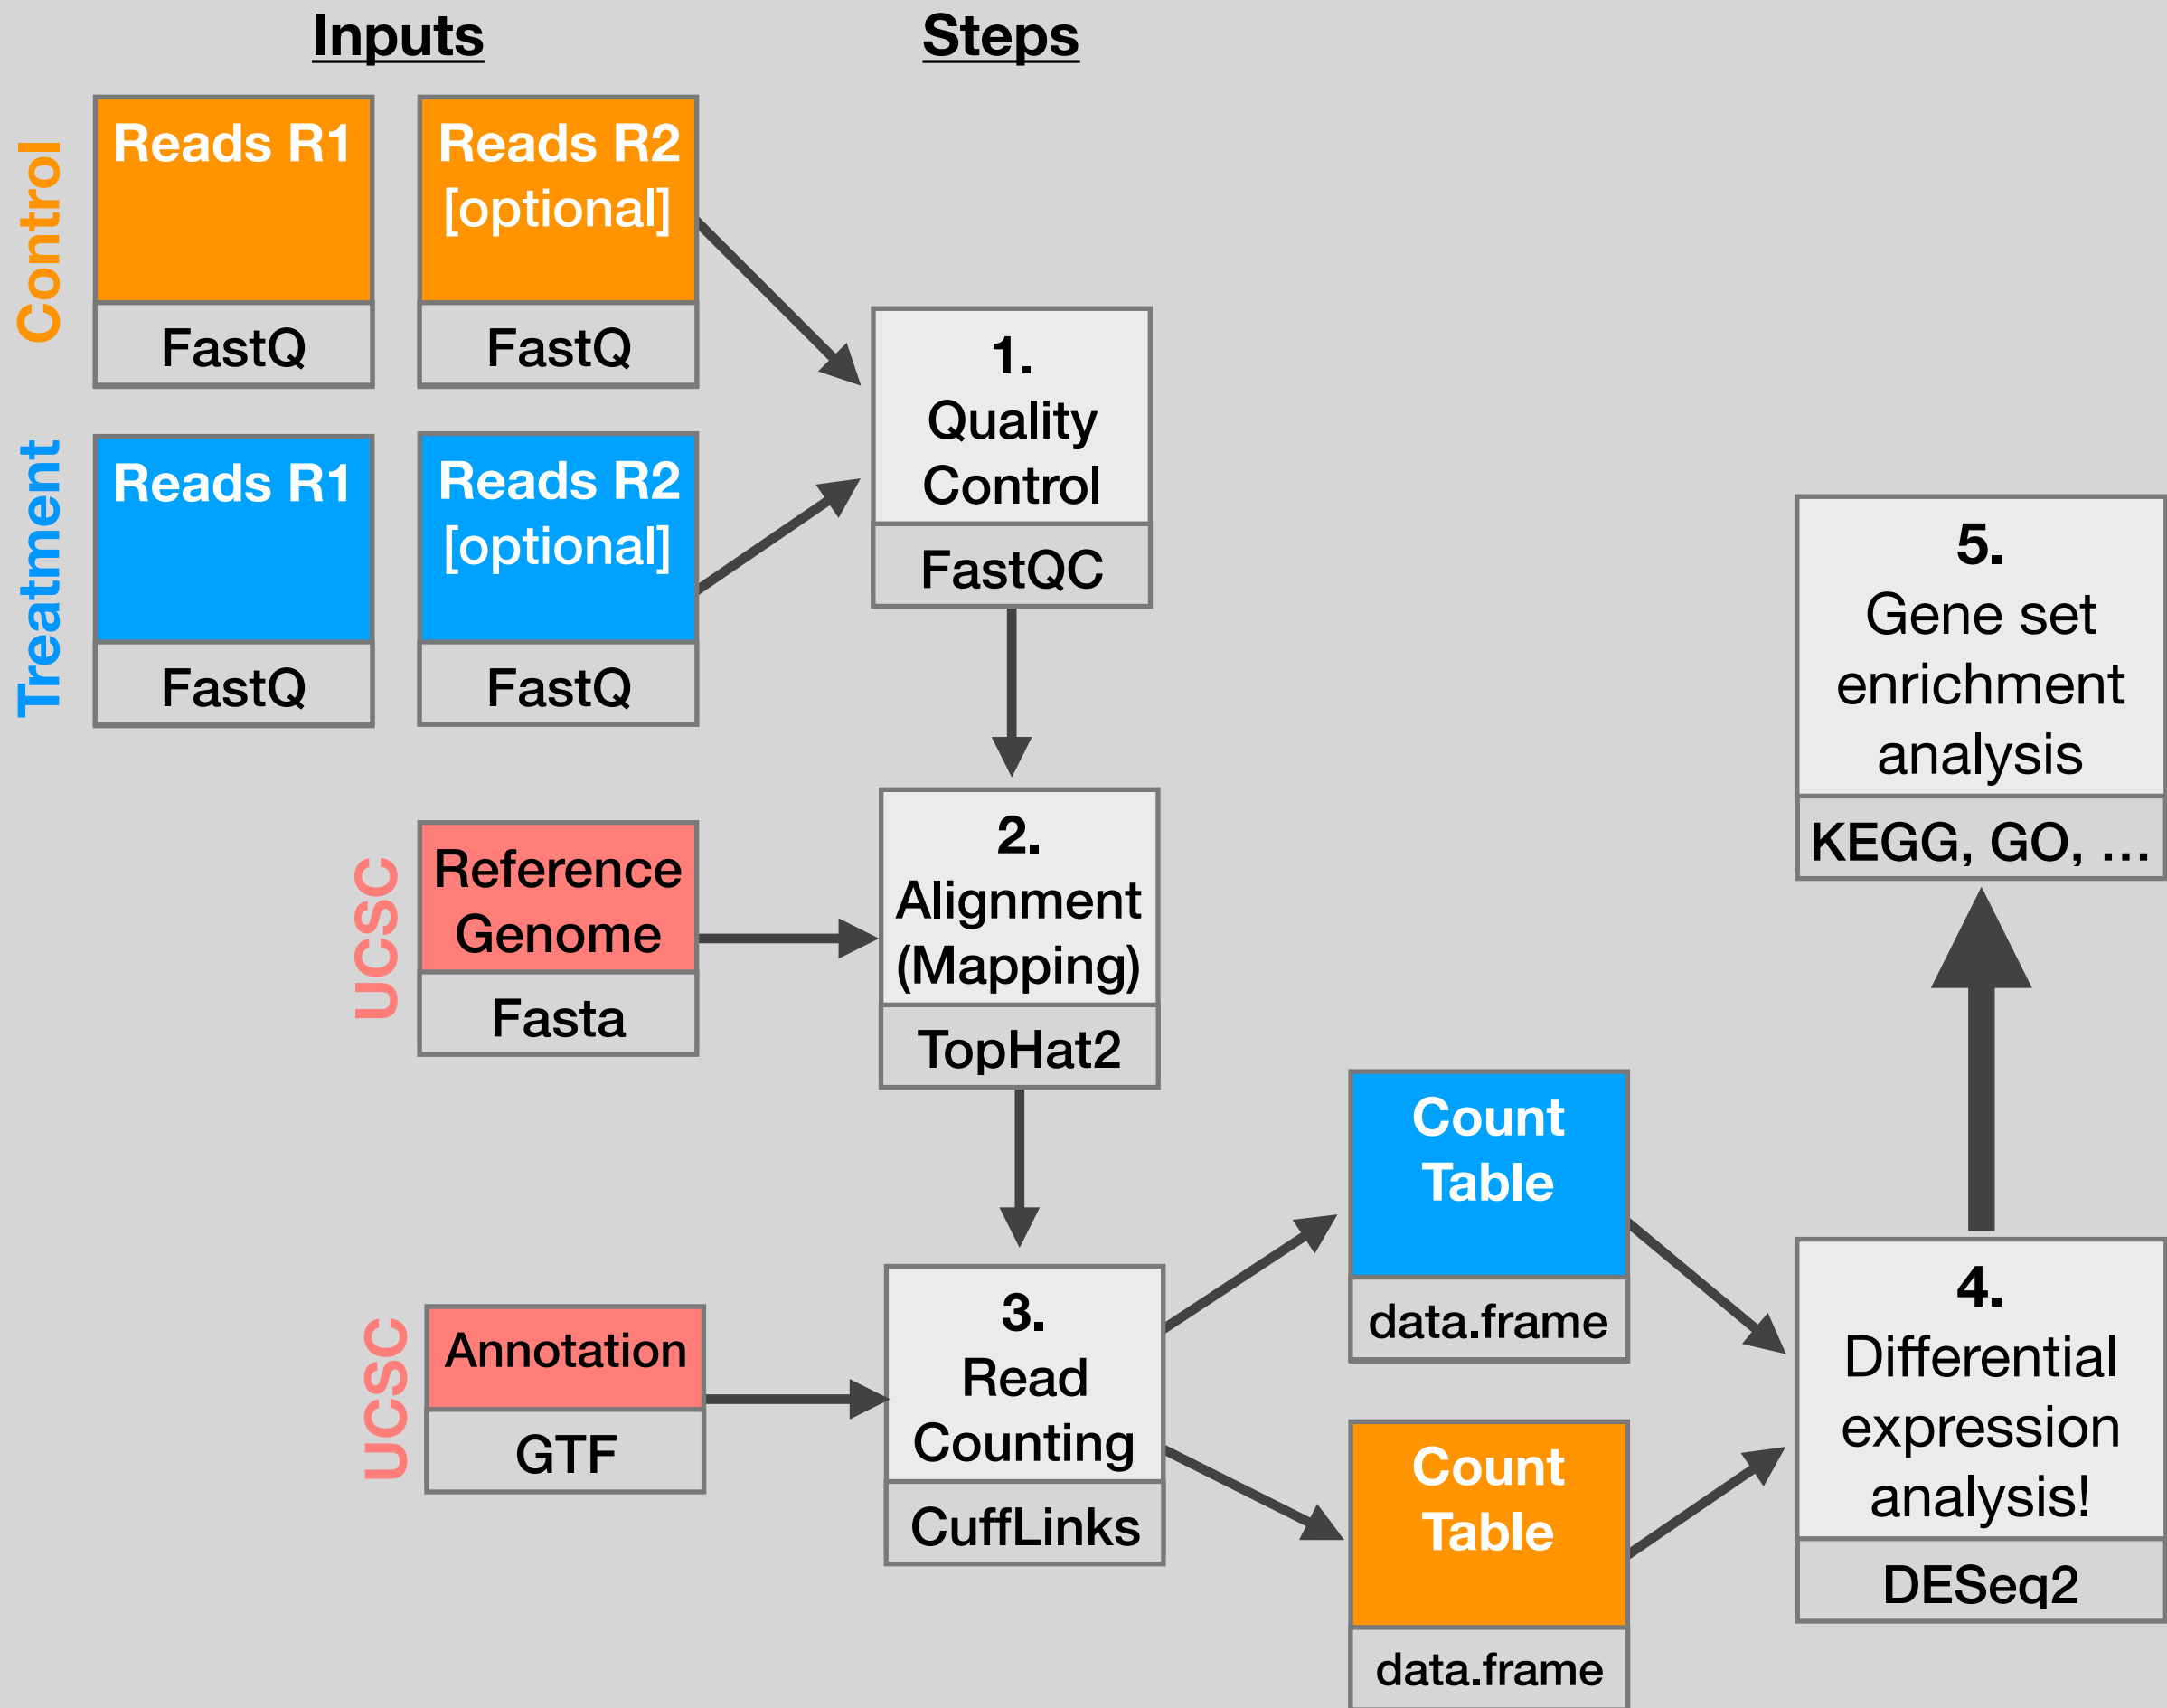 Inputs
Steps
Control
Reads R1
FastQ
Reads R2
[optional]
FastQ
Treatment
Reads R1
FastQ
Reads R2
[optional]
FastQ
1.
Quality
Control
FastQC
UCSC
Reference
Genome
Fasta
2.
Alignment
(Mapping)
TopHat2
UCSC
Annotation
GTF
3.
Read
Counting
CuffLinks
Count
Table
data.frame
Count
Table
data.frame
4.
Differential
expression
analysis!
DESeq2
5.
Gene set
enrichment
analysis
KEGG, GO, ...